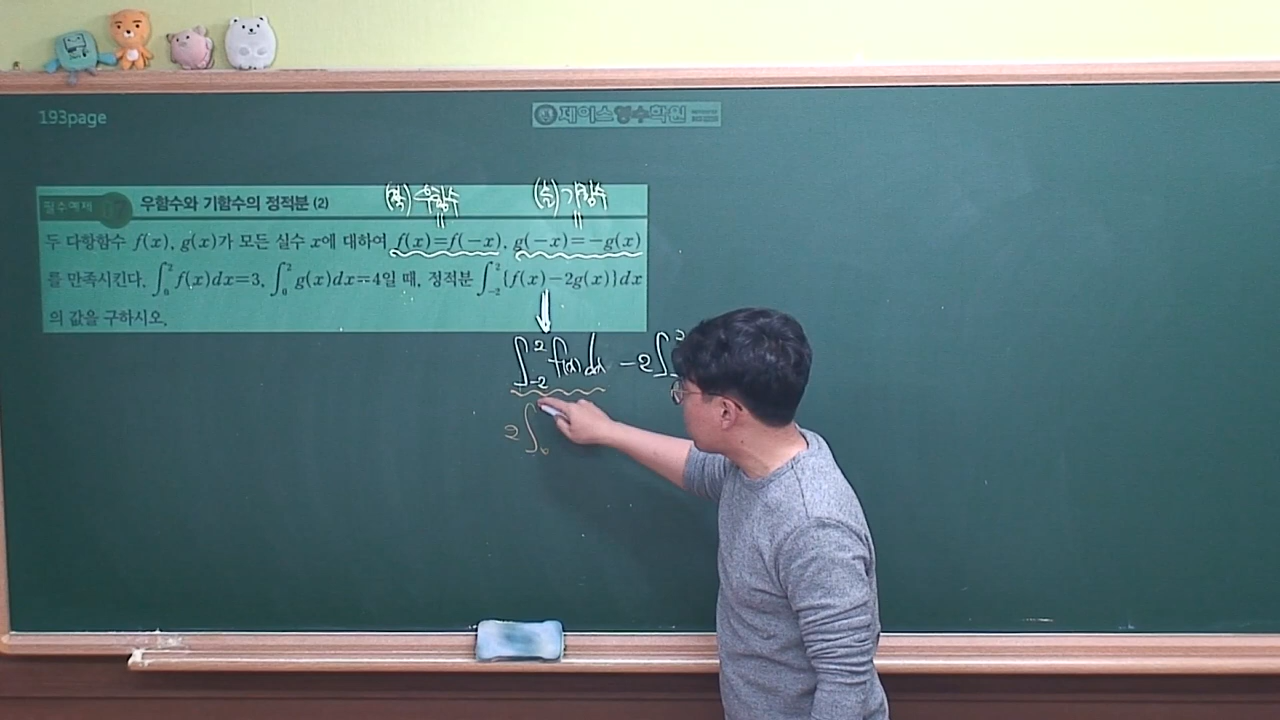 193page
제이스영수학원
필수예제 07 우함수와 기함수의 정적분 (2)
(짝) 우함수
(홀) 기함수
두 다항함수 f(x), g(x)가 모든 실수 x에 대하여 f(x)=f(-x), g(-x)=-g(x)
를 만족시킨다. ∫₀² f(x)dx=3, ∫₀² g(x)dx=4일 때, 정적분 ∫₋₂² {f(x)-2g(x)}dx
의 값을 구하시오.
∫₋₂² f(x)dx -2∫
2∫₀